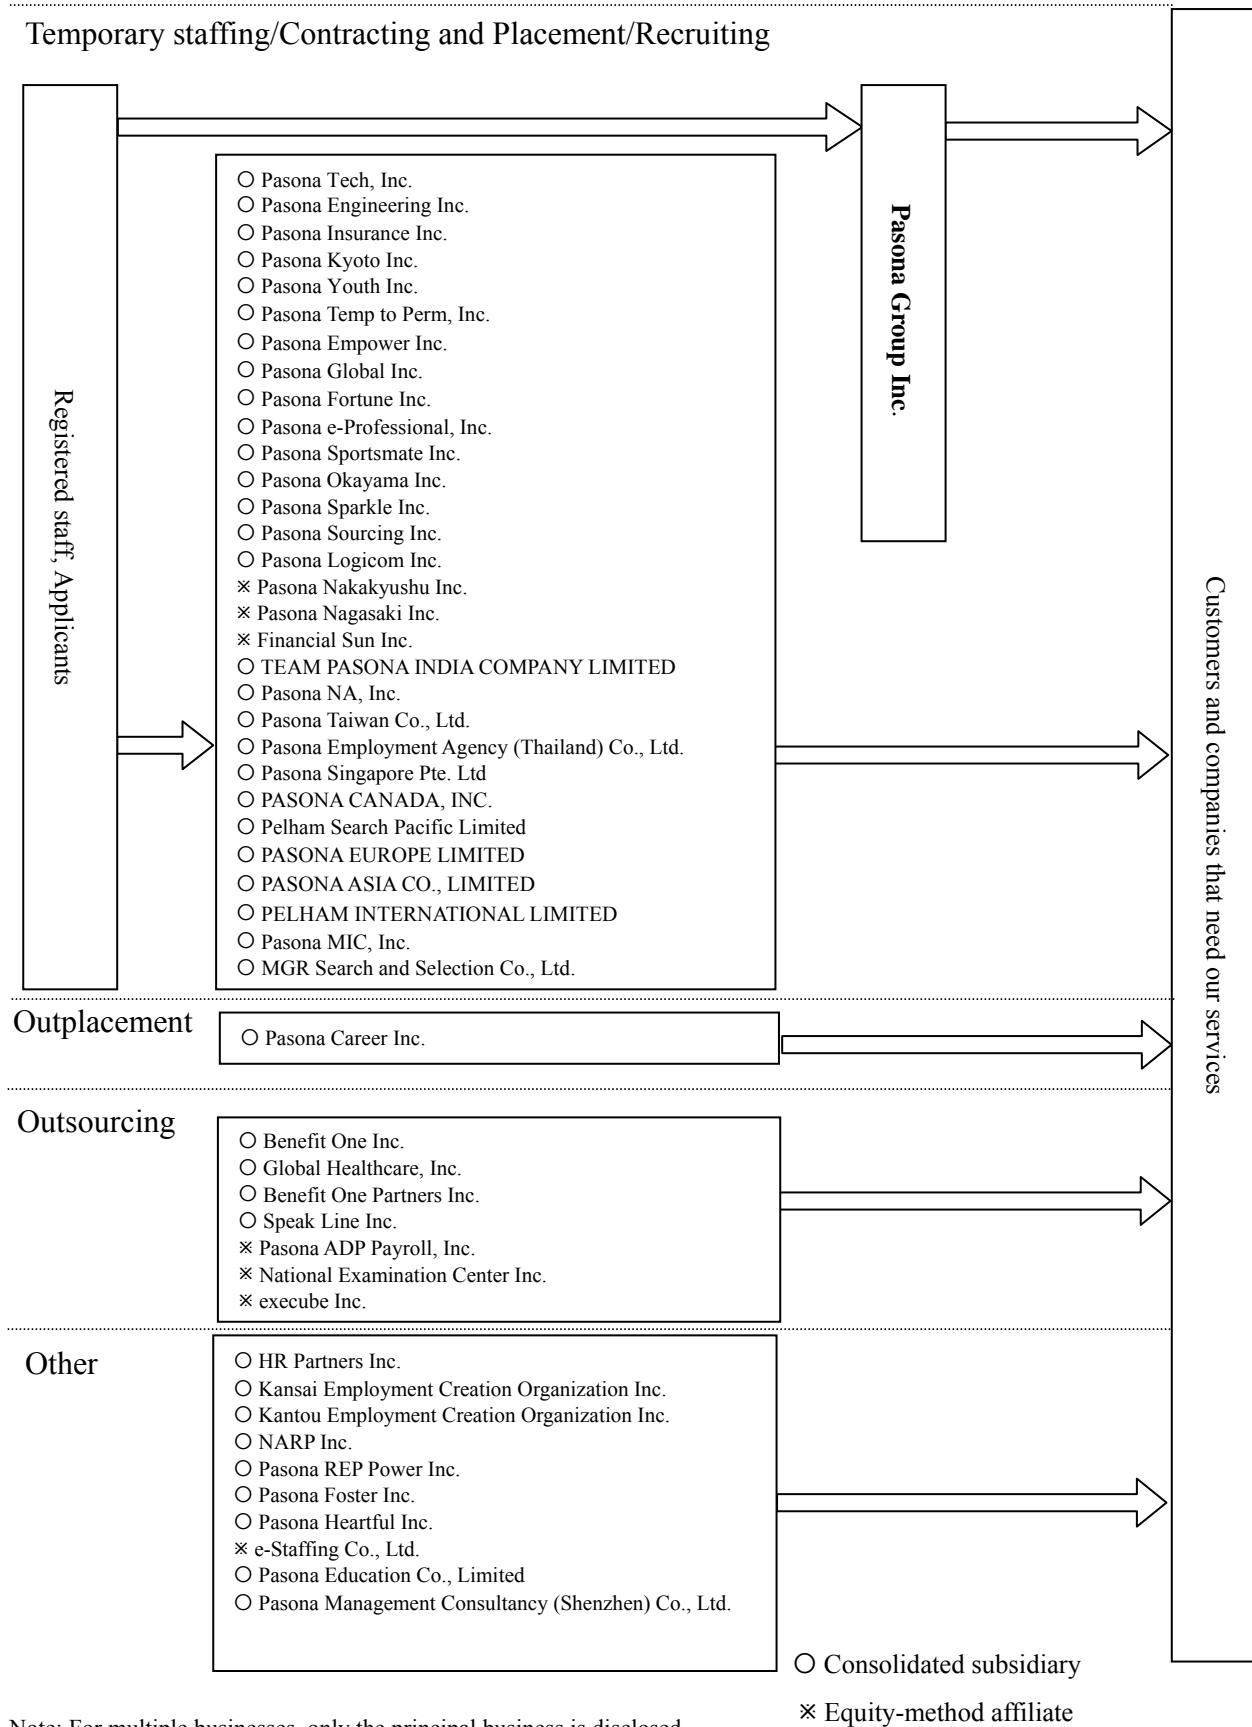 Temporary staffing/Contracting and Placement/Recruiting
Registered staff, Applicants
○ Pasona Tech, Inc.
○ Pasona Engineering Inc.
○ Pasona Insurance Inc.
○ Pasona Kyoto Inc.
○ Pasona Youth Inc.
○ Pasona Temp to Perm, Inc.
○ Pasona Empower Inc.
○ Pasona Global Inc.
○ Pasona Fortune Inc.
○ Pasona e-Professional, Inc.
○ Pasona Sportsmate Inc.
○ Pasona Okayama Inc.
○ Pasona Sparkle Inc.
○ Pasona Sourcing Inc.
○ Pasona Logicom Inc.
※ Pasona Nakakyushu Inc.
※ Pasona Nagasaki Inc.
※ Financial Sun Inc.
○ TEAM PASONA INDIA COMPANY LIMITED
○ Pasona NA, Inc.
○ Pasona Taiwan Co., Ltd.
○ Pasona Employment Agency (Thailand) Co., Ltd.
○ Pasona Singapore Pte. Ltd
○ PASONA CANADA, INC.
○ Pelham Search Pacific Limited
○ PASONA EUROPE LIMITED
○ PASONA ASIA CO., LIMITED
○ PELHAM INTERNATIONAL LIMITED
○ Pasona MIC, Inc.
○ MGR Search and Selection Co., Ltd.
Pasona Group Inc.
Customers and companies that need our services
Outplacement
○ Pasona Career Inc.
Outsourcing
○ Benefit One Inc.
○ Global Healthcare, Inc.
○ Benefit One Partners Inc.
○ Speak Line Inc.
※ Pasona ADP Payroll, Inc.
※ National Examination Center Inc.
※ execube Inc.
Other
○ HR Partners Inc.
○ Kansai Employment Creation Organization Inc.
○ Kantou Employment Creation Organization Inc.
○ NARP Inc.
○ Pasona REP Power Inc.
○ Pasona Foster Inc.
○ Pasona Heartful Inc.
※ e-Staffing Co., Ltd.
○ Pasona Education Co., Limited
○ Pasona Management Consultancy (Shenzhen) Co., Ltd.
○ Consolidated subsidiary
※ Equity-method affiliate
Note: For multiple businesses, only the principal business is disclosed